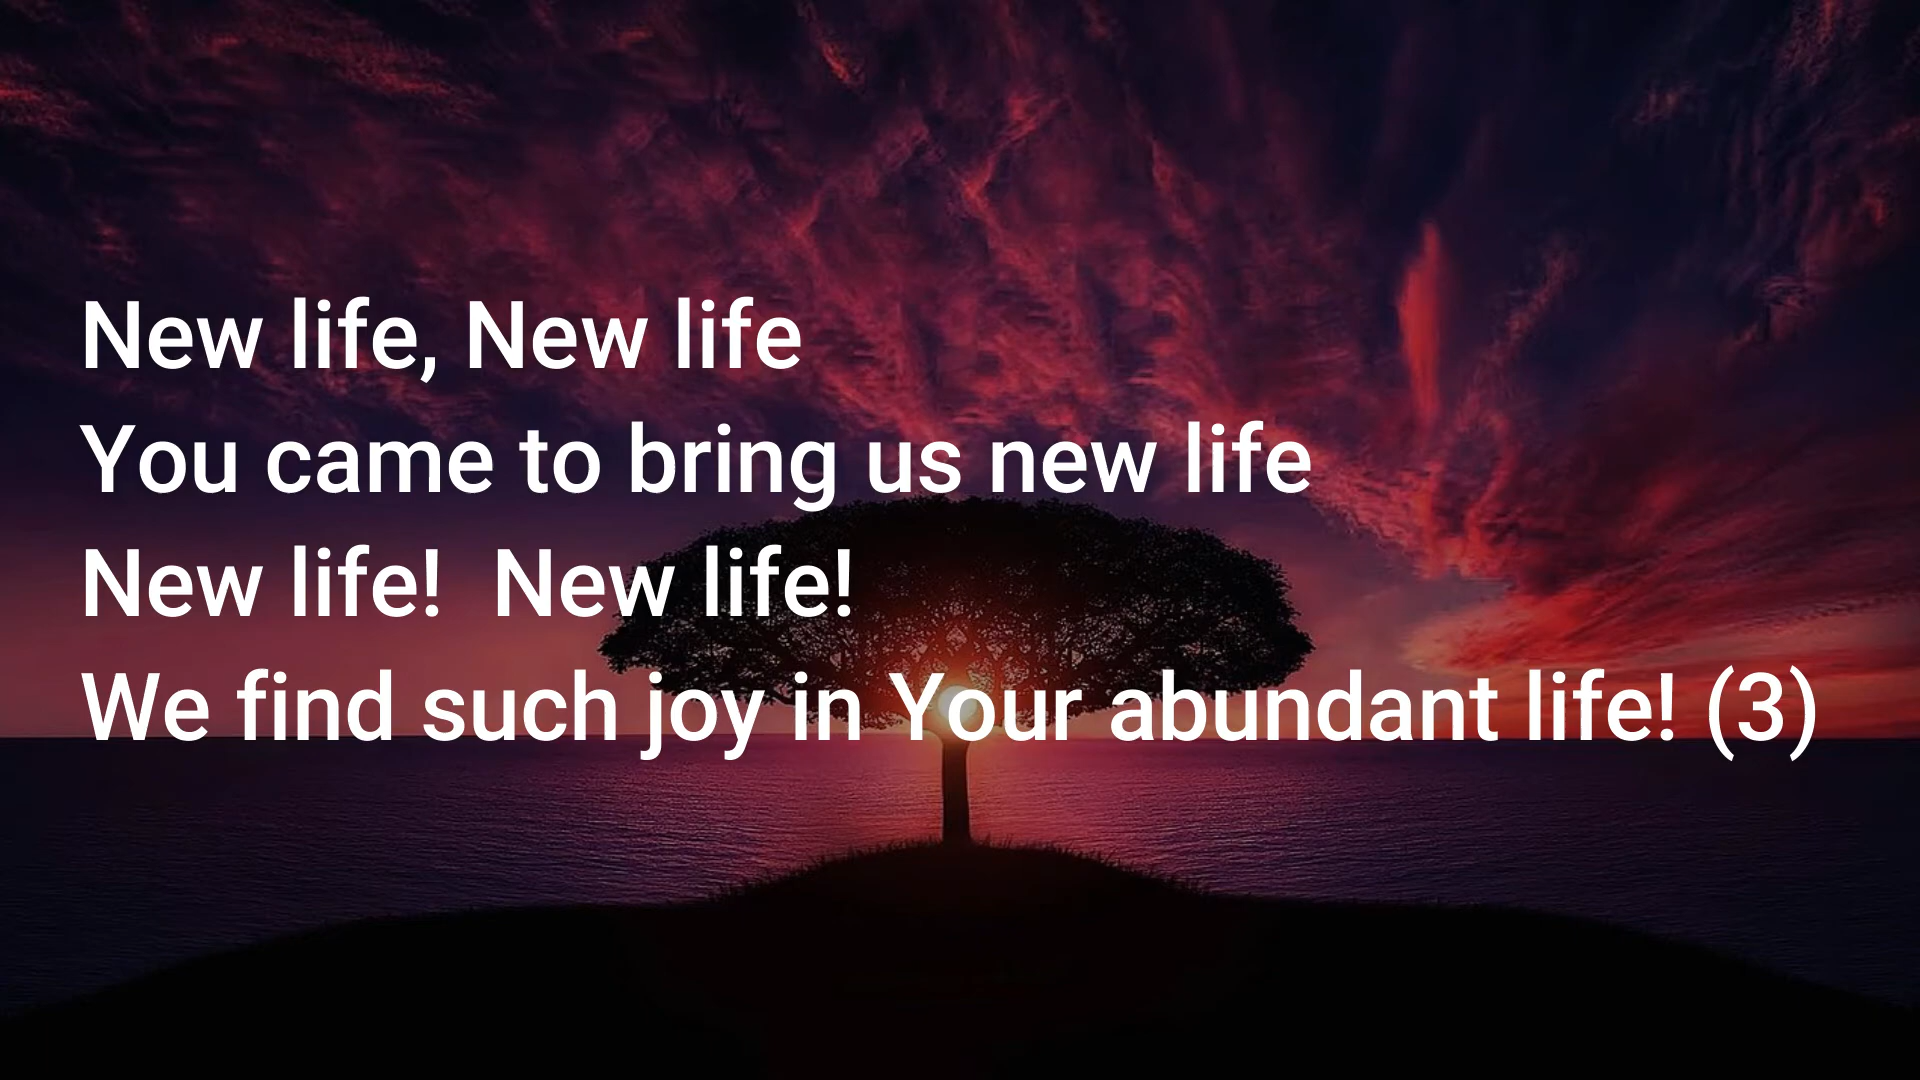 New life, New life
You came to bring us new life
New life!  New life!
We find such joy in Your abundant life! (3)